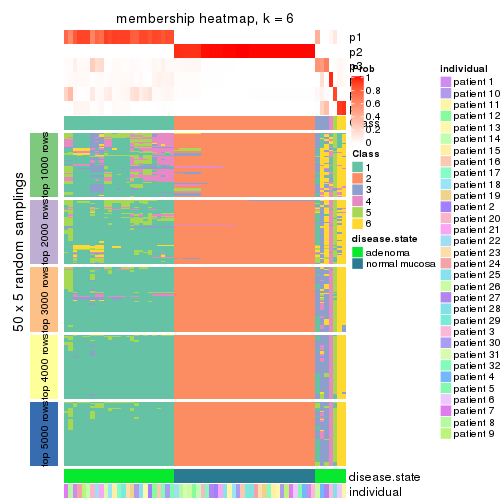 membership heatmap, k = 6
p1
p2
p3
Prob
1
0.8
0.6
0.4
0.2
0
Class
1
2
3
4
5
6
disease.state
adenoma
normal mucosa
individual
patient 1
patient 10
patient 11
patient 12
patient 13
patient 14
patient 15
patient 16
patient 17
patient 18
patient 19
patient 2
patient 20
patient 21
patient 22
patient 23
patient 24
patient 25
patient 26
patient 27
patient 28
patient 29
patient 3
patient 30
patient 31
patient 32
patient 4
patient 5
patient 6
patient 7
patient 8
patient 9
50 x 5 random samplings
top 1000 rows
top 2000 rows
top 3000 rows
top 4000 rows
top 5000 rows
disease.state
individual